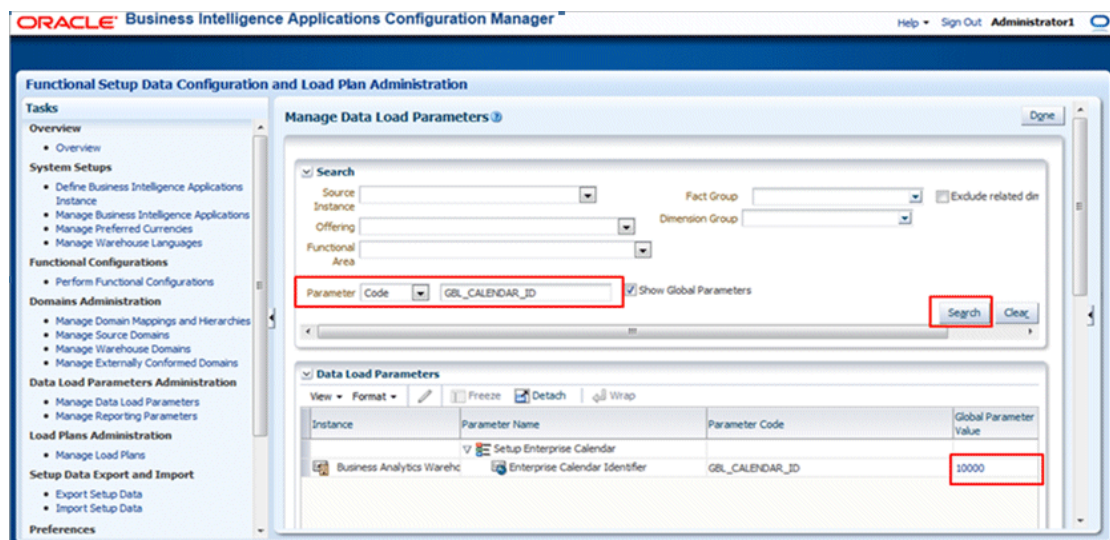 ORACLE Business Intelligence Applications Configuration Manager
Help Sign Out Administrator1
Functional Setup Data Configuration and Load Plan Administration
Tasks
Overview
Overview
System Setups
Define Business Intelligence Applications
Instance
Manage Business Intelligence Applications
Manage Preferred Currencies
Manage Warehouse Languages
Functional Configurations
Perform Functional Configurations
Domains Administration
Manage Domain Mappings and Hierarchies
Manage Source Domains
Manage Warehouse Domains
Manage Externally Conformed Domains
Data Load Parameters Administration
Manage Data Load Parameters
Manage Reporting Parameters
Load Plans Administration
Manage Load Plans
Setup Data Export and Import
Export Setup Data
Import Setup Data
Preferences
Manage Data Load Parameters
Done
Search
Source
Instance
Fact Group
Exclude related dim
Offering
Dimension Group
Functional
Area
Parameter Code GBL_CALENDAR_ID Show Global Parameters
Search Clear
Data Load Parameters
View Format Freeze Detach Wrap
Instance Parameter Name Parameter Code Global Parameter
Value
Setup Enterprise Calendar
Business Analytics Warehc Enterprise Calendar Identifier GBL_CALENDAR_ID 10000